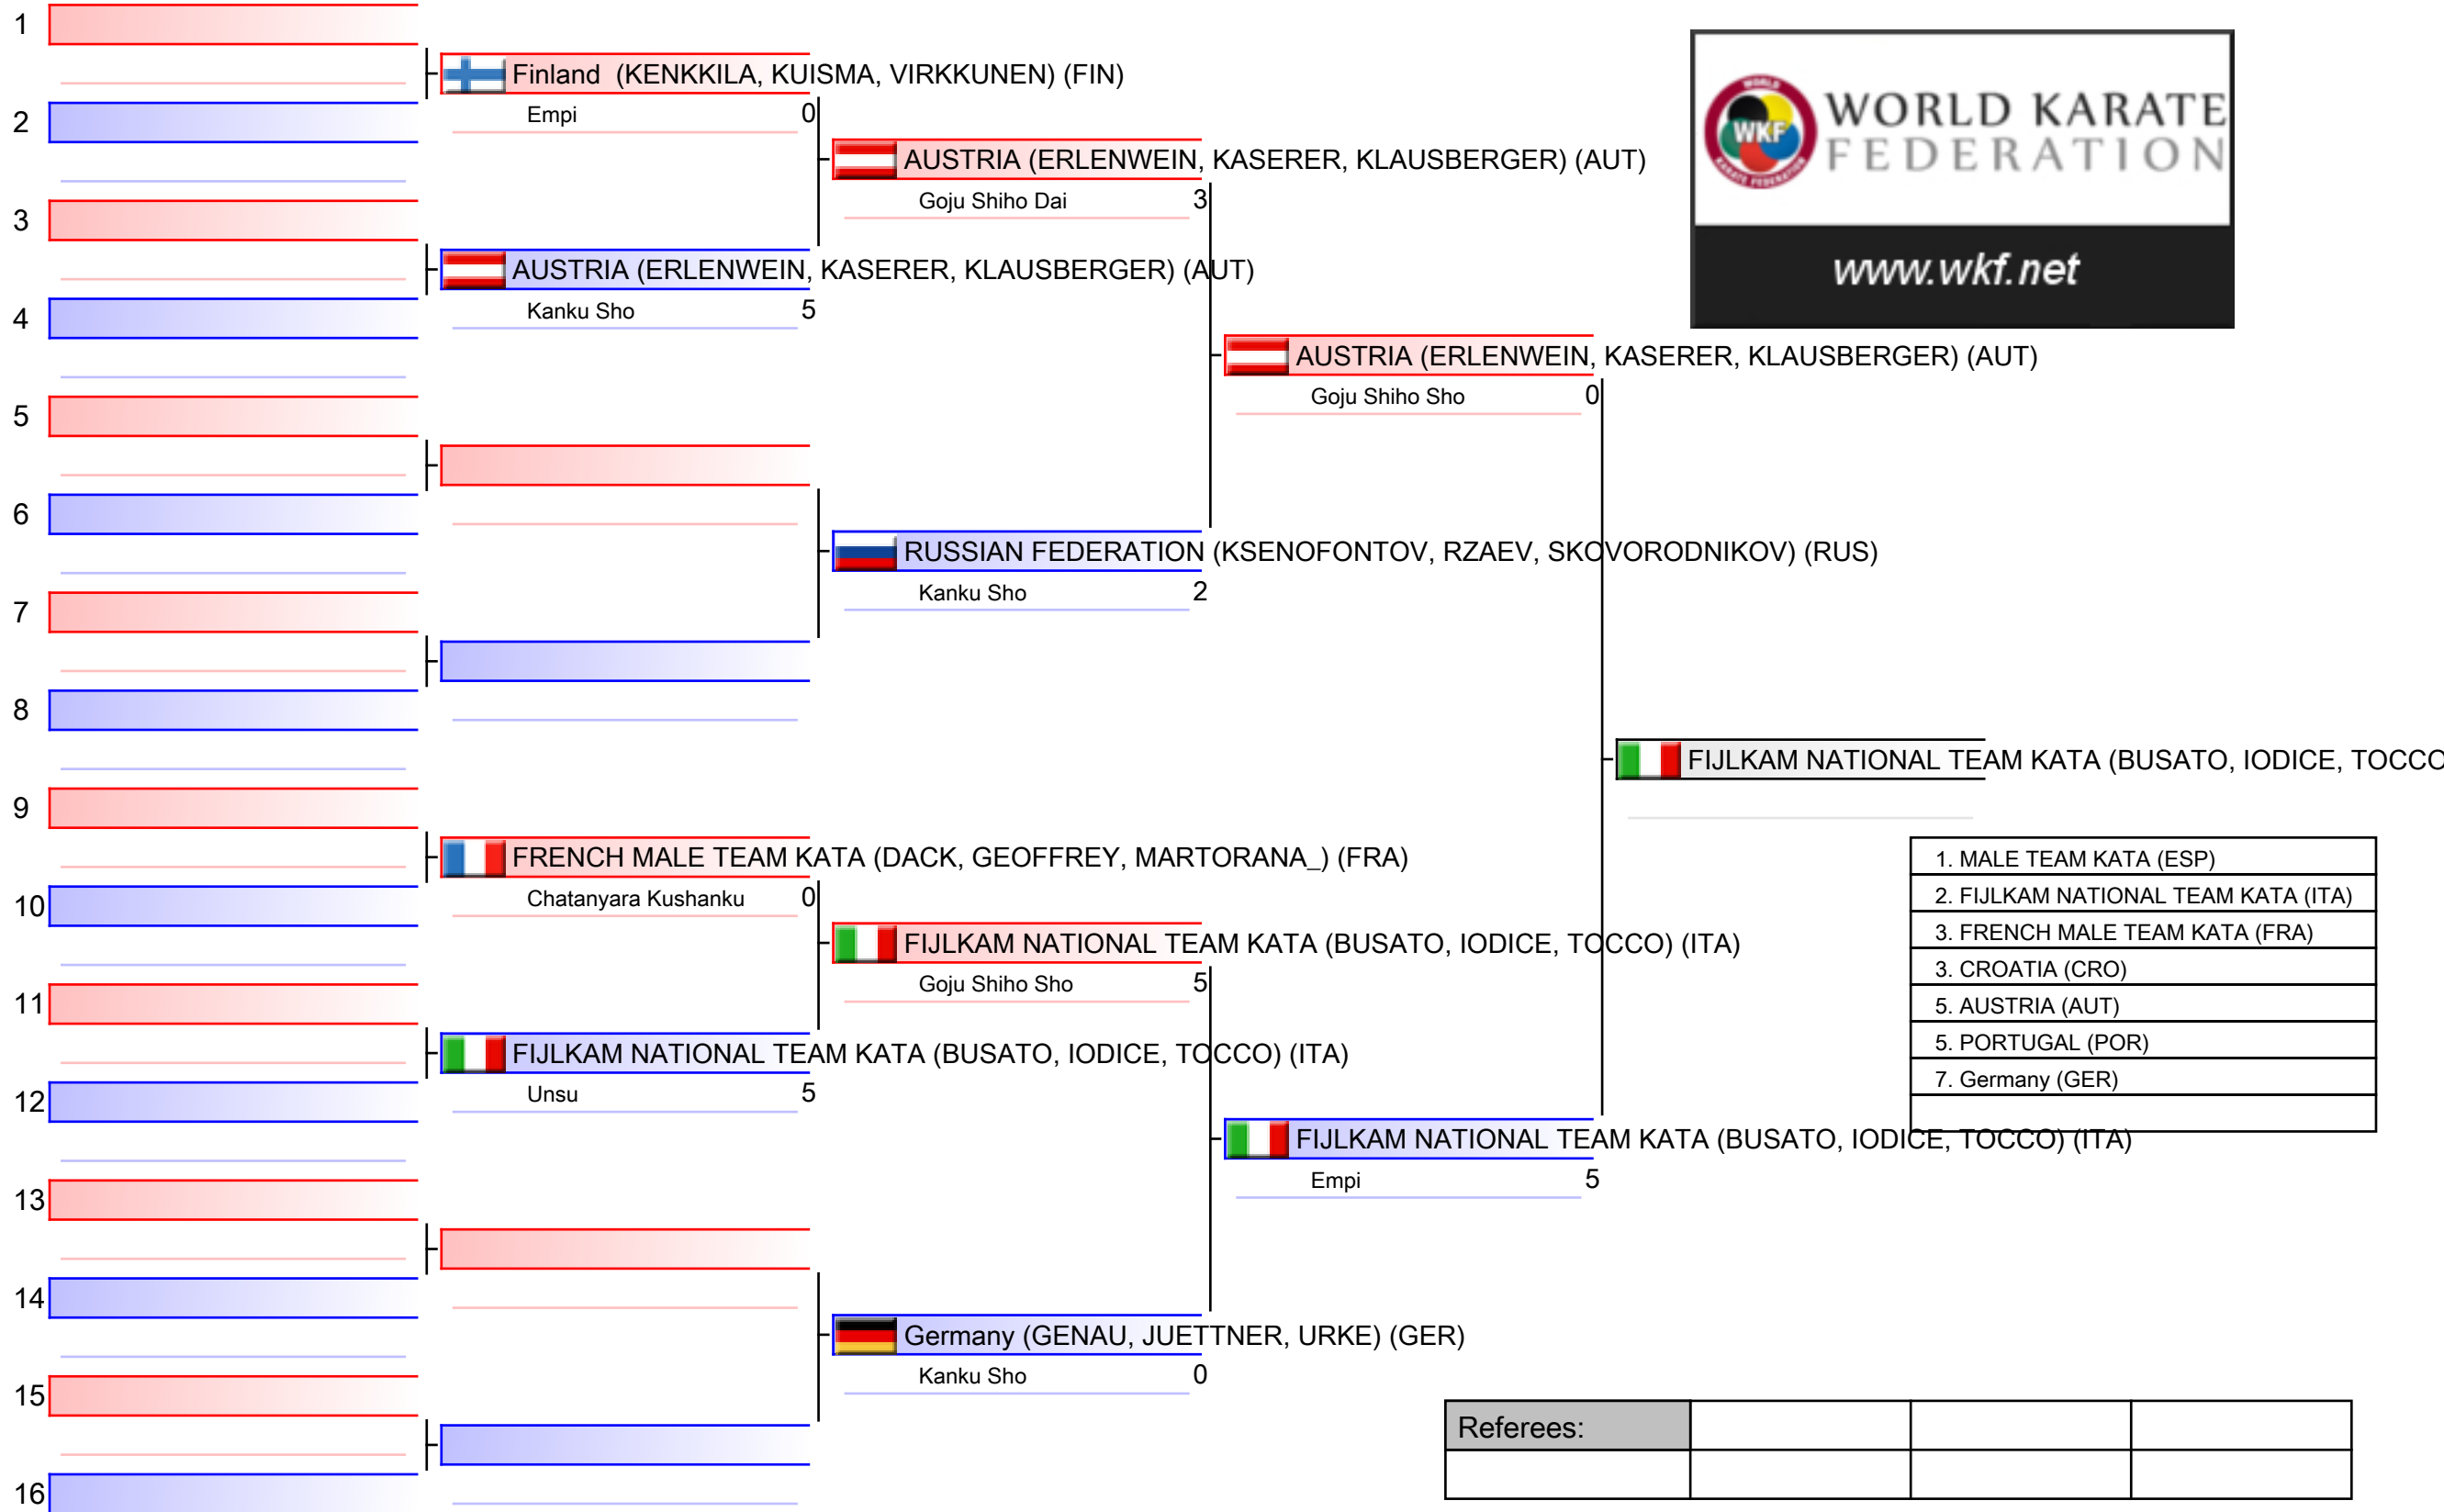 1
Finland  (KENKKILA, KUISMA, VIRKKUNEN) (FIN)
Empi 0
2
AUSTRIA (ERLENWEIN, KASERER, KLAUSBERGER) (AUT)
Goju Shiho Dai 3
3
AUSTRIA (ERLENWEIN, KASERER, KLAUSBERGER) (AUT)
Kanku Sho 5
4
AUSTRIA (ERLENWEIN, KASERER, KLAUSBERGER) (AUT)
Goju Shiho Sho 0
5
6
RUSSIAN FEDERATION (KSENOFONTOV, RZAEV, SKOVORODNIKOV) (RUS)
Kanku Sho 2
7
8
FIJLKAM NATIONAL TEAM KATA (BUSATO, IODICE, TOCCO
9
FRENCH MALE TEAM KATA (DACK, GEOFFREY, MARTORANA_) (FRA)
Chatanyara Kushanku 0
10
FIJLKAM NATIONAL TEAM KATA (BUSATO, IODICE, TOCCO) (ITA)
Goju Shiho Sho 5
11
FIJLKAM NATIONAL TEAM KATA (BUSATO, IODICE, TOCCO) (ITA)
Unsu 5
12
FIJLKAM NATIONAL TEAM KATA (BUSATO, IODICE, TOCCO) (ITA)
Empi 5
13
14
Germany (GENAU, JUETTNER, URKE) (GER)
Kanku Sho 0
15
16
WORLD KARATE
FEDERATION
WORLD
WKF
KARATE FEDERATION
www.wkf.net
1. MALE TEAM KATA (ESP)
2. FIJLKAM NATIONAL TEAM KATA (ITA)
3. FRENCH MALE TEAM KATA (FRA)
3. CROATIA (CRO)
5. AUSTRIA (AUT)
5. PORTUGAL (POR)
7. Germany (GER)
Referees: